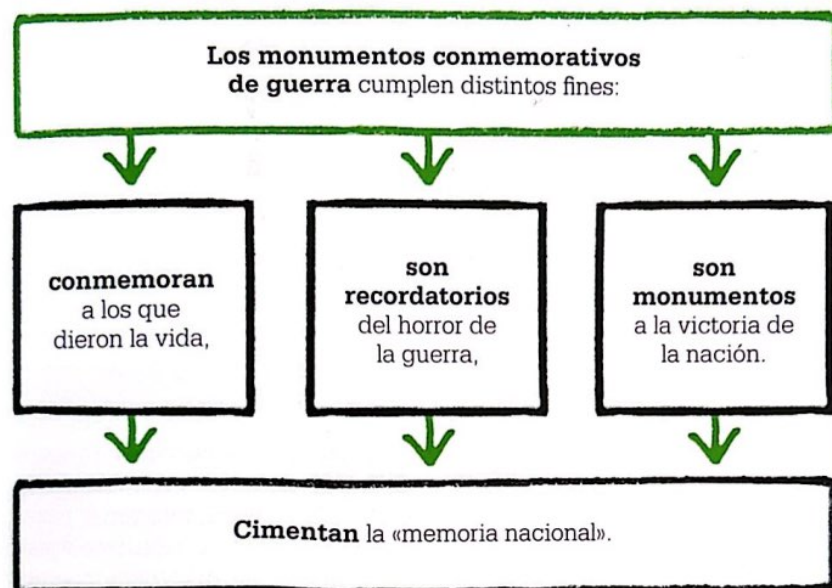 Los monumentos conmemorativos
de guerra cumplen distintos fines:
conmemoran
a los que
dieron la vida,
son
recordatorios
del horror de
la guerra,
son
monumentos
a la victoria de
la nación.
Cimentan la «memoria nacional».